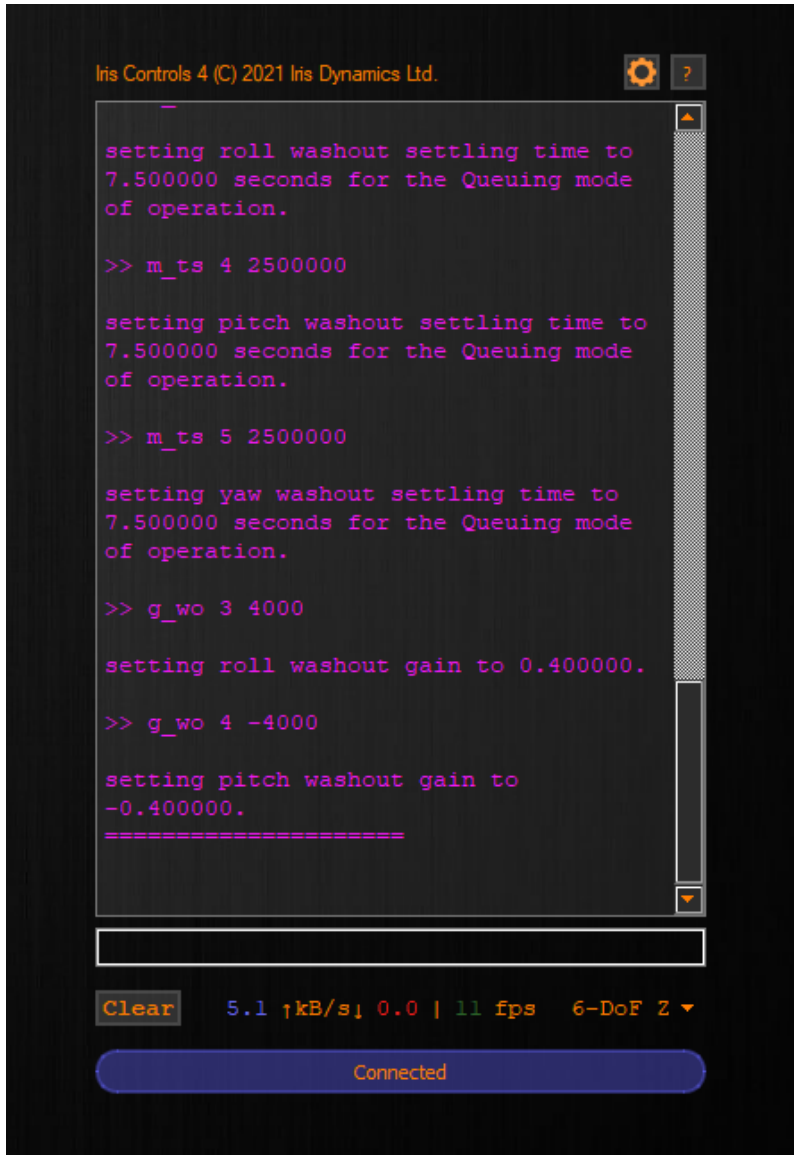 Iris Controls 4 (C) 2021 Iris Dynamics Ltd.
?
setting roll washout settling time to
7.500000 seconds for the Queuing mode
of operation.
>> m_ts 4 2500000
setting pitch washout settling time to
7.500000 seconds for the Queuing mode
of operation.
>> m_ts 5 2500000
setting yaw washout settling time to
7.500000 seconds for the Queuing mode
of operation.
>> g_wo 3 4000
setting roll washout gain to 0.400000.
>> g_wo 4 -4000
setting pitch washout gain to
-0.400000.
=====================
Clear 5.1 ↑kB/s↓ 0.0 | 11 fps 6-DoF Z
Connected